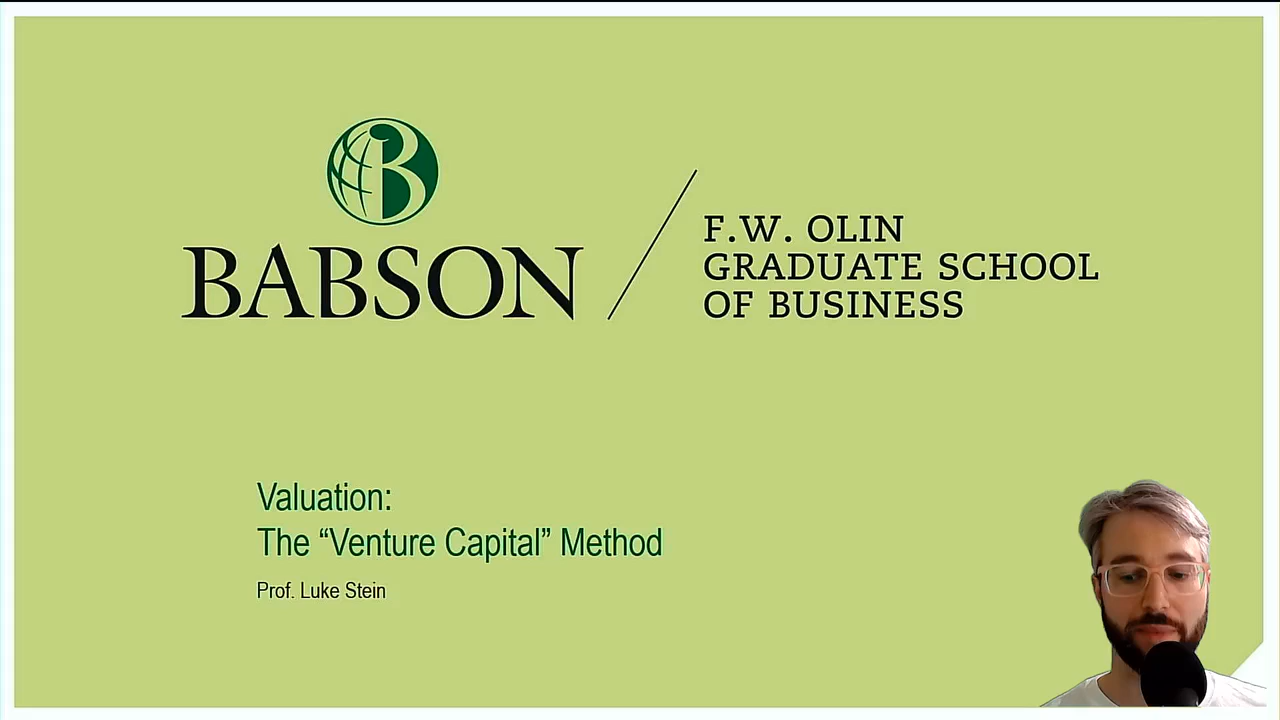 BABSON
F.W. OLIN
GRADUATE SCHOOL
OF BUSINESS
Valuation:
The “Venture Capital” Method
Prof. Luke Stein